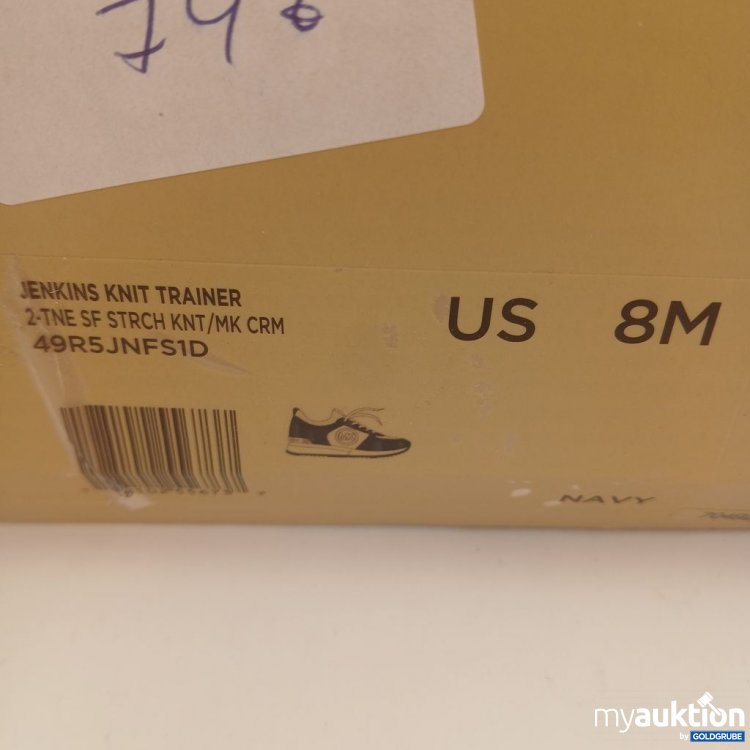 JENKINS KNIT TRAINER
2-TNE SF STRCH KNT/MK CRM
49R5JNFS1D
US 8M
NAVY
myauktion
by GOLDGRUBE